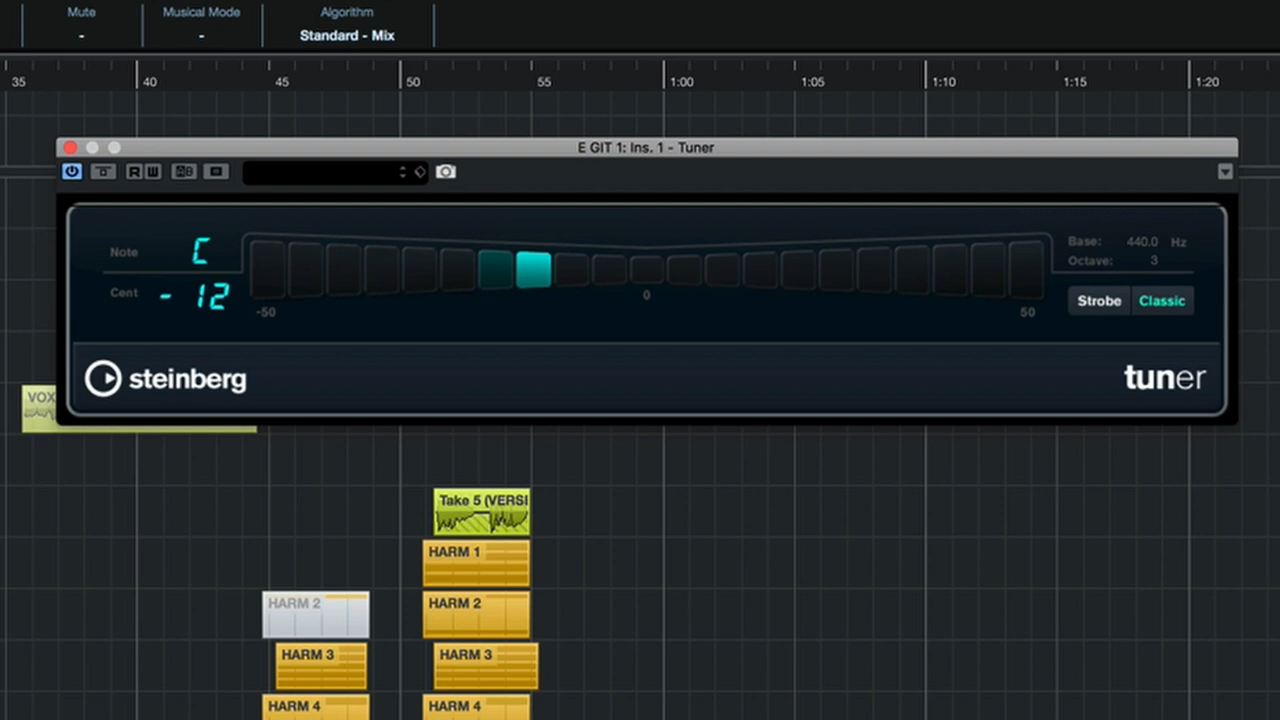 Mute Musical Mode Algorithm
- - Standard - Mix
35 40 45 50 55 1:00 1:05 1:10 1:15 1:20
E GIT 1: Ins. 1 - Tuner
R W AB
Note C
Cent - 12
-50 0 50
Base: 440.0 Hz
Octave: 3
Strobe Classic
steinberg
tuner
VOX
Take 5 (VERS
HARM 1
HARM 2 HARM 2
HARM 3 HARM 3
HARM 4 HARM 4